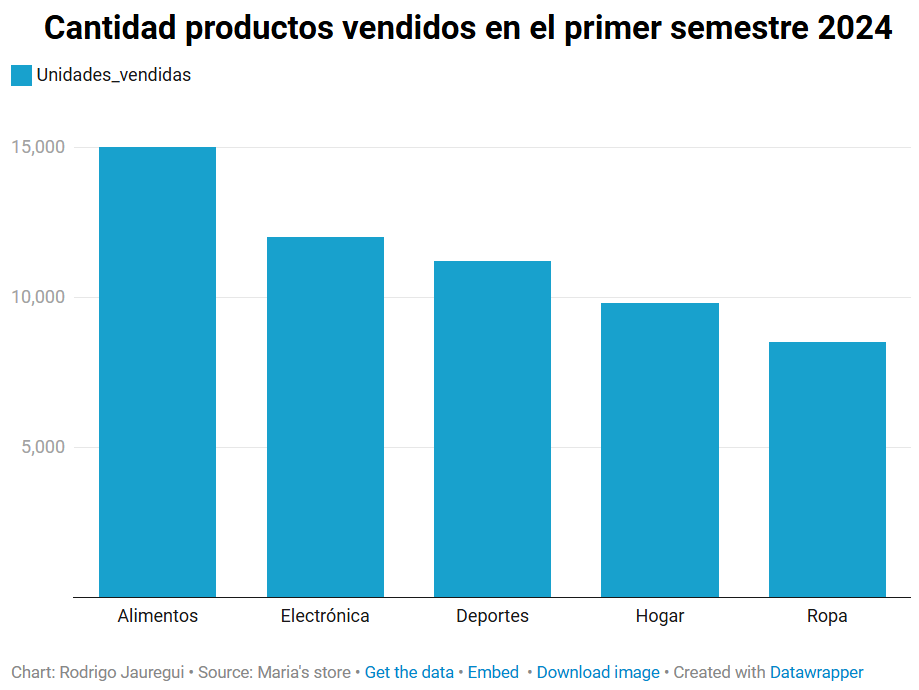 Cantidad productos vendidos en el primer semestre 2024
Unidades_vendidas
15,000
10,000
5,000
Alimentos Electrónica Deportes Hogar Ropa
Chart: Rodrigo Jauregui • Source: Maria's store • Get the data • Embed • Download image • Created with Datawrapper